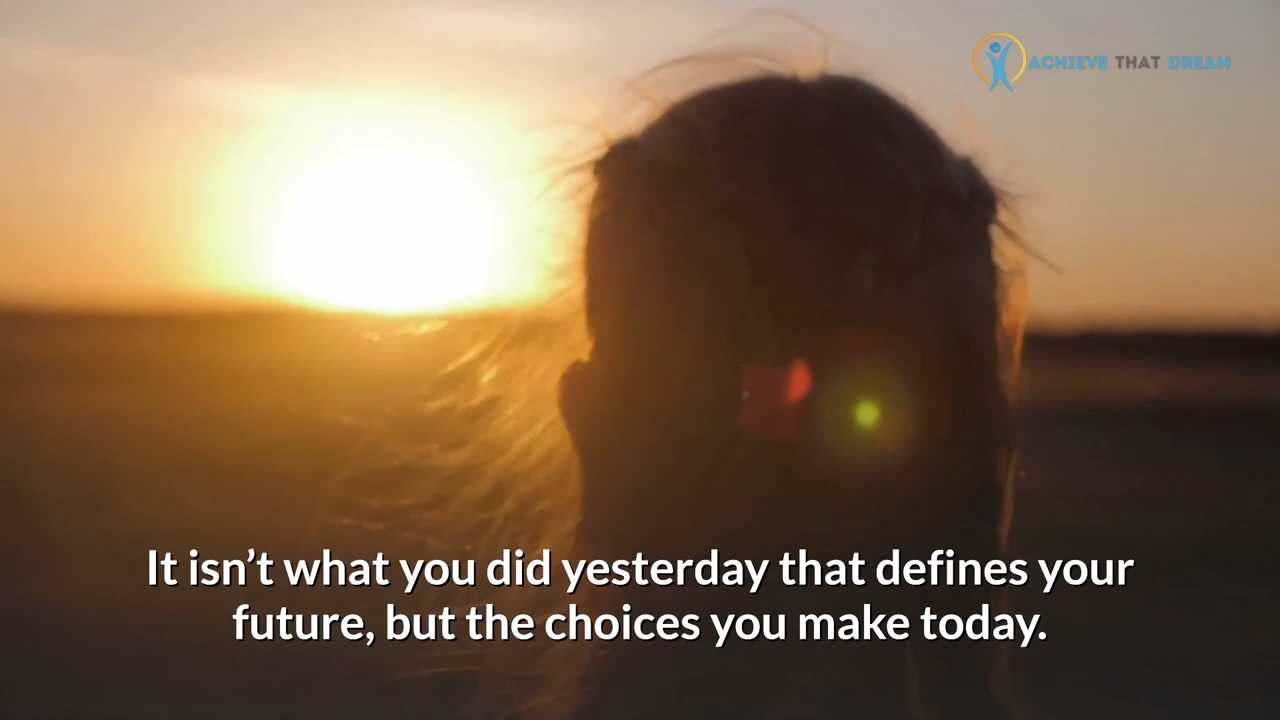 ACHIEVE THAT DREAM
It isn’t what you did yesterday that defines your
future, but the choices you make today.